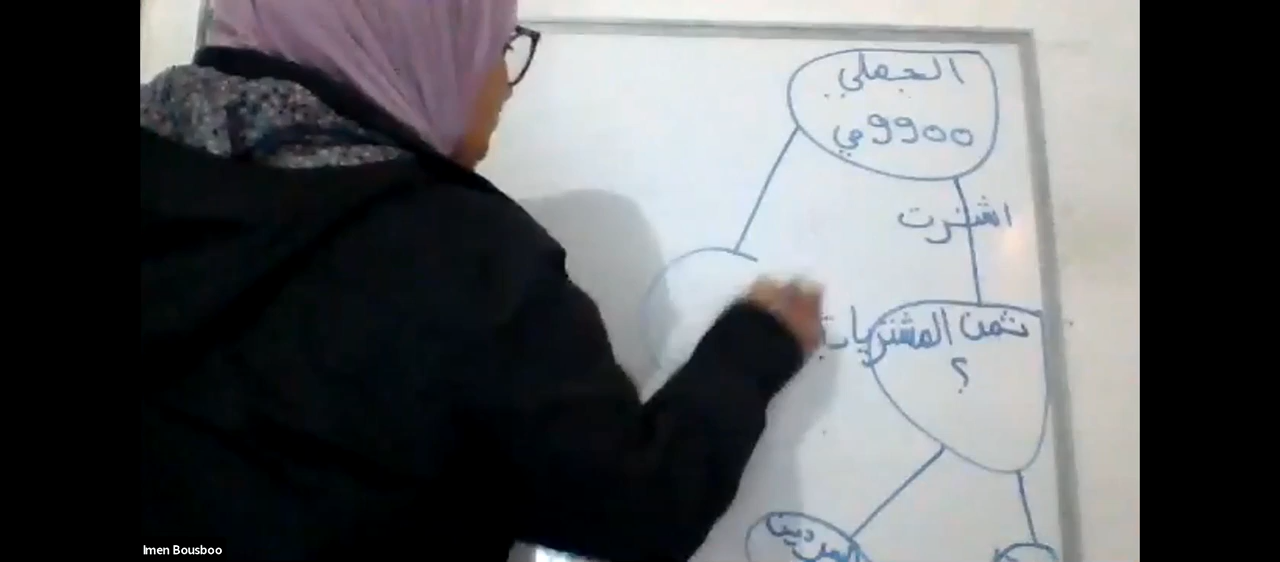 الجملي
9900 مي
اشترت
ثمن المشتريات
؟
Imen Bousboo